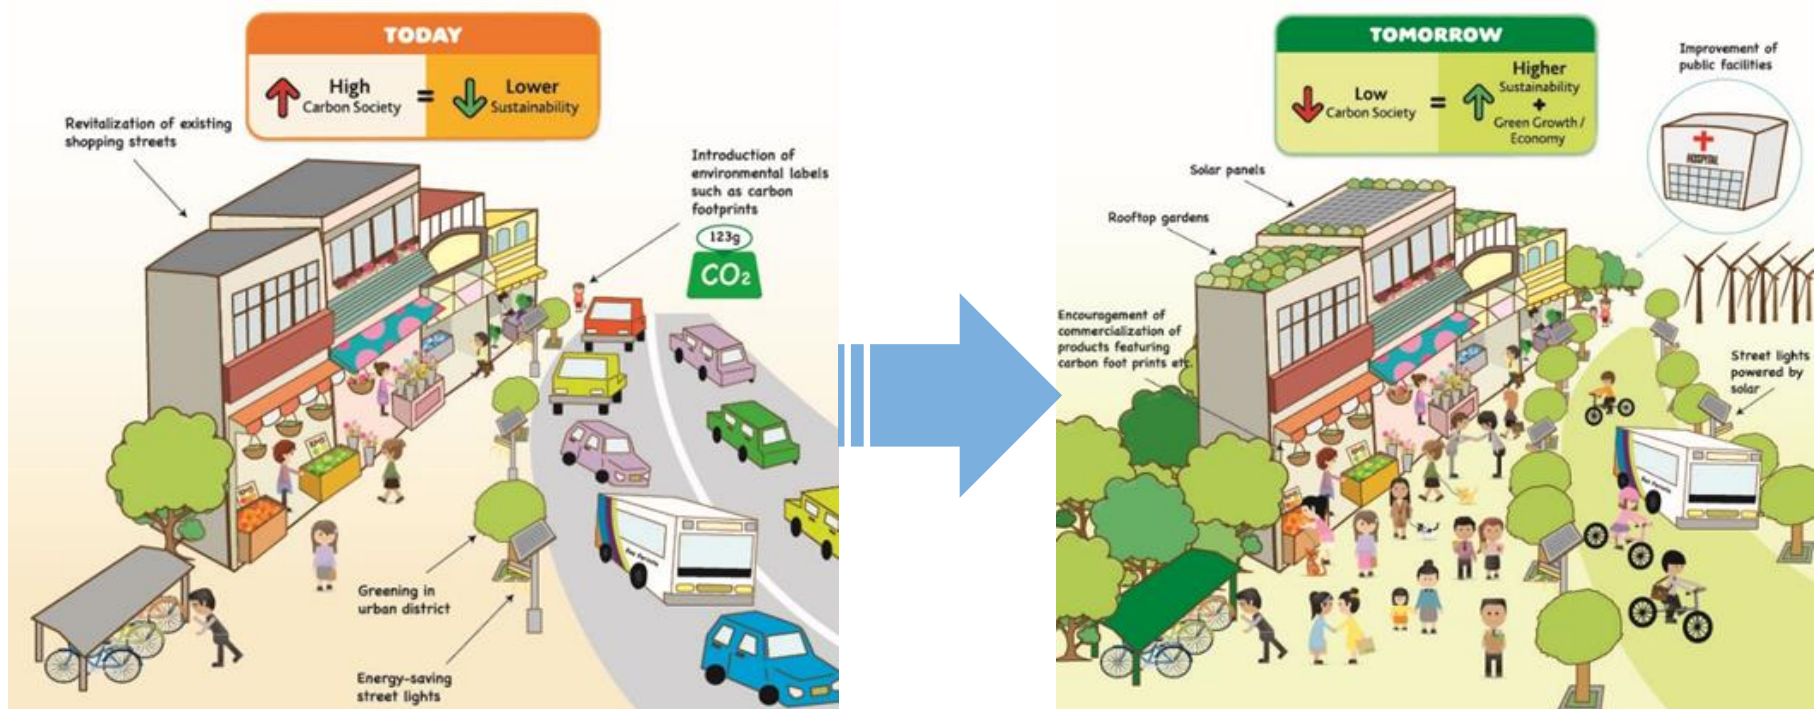 TODAY
High
Carbon Society
=
Lower
Sustainability
Revitalization of existing
shopping streets
Introduction of
environmental labels
such as carbon
footprints
123g
CO₂
Greening in
urban district
Energy-saving
street lights
TOMORROW
Low
Carbon Society
=
Higher
Sustainability
+
Green Growth /
Economy
Improvement of
public facilities
HOSPITAL
Solar panels
Rooftop gardens
Encouragement of
commercialization of
products featuring
carbon foot prints etc.
Street lights
powered by
solar